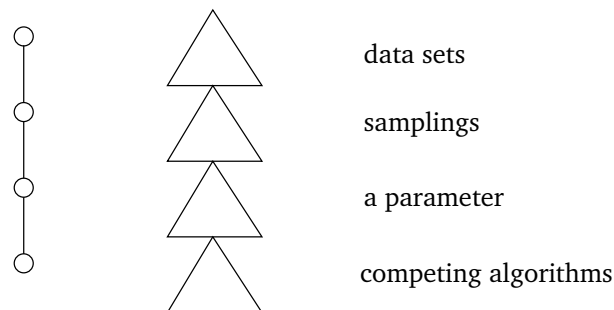 data sets
samplings
a parameter
competing algorithms